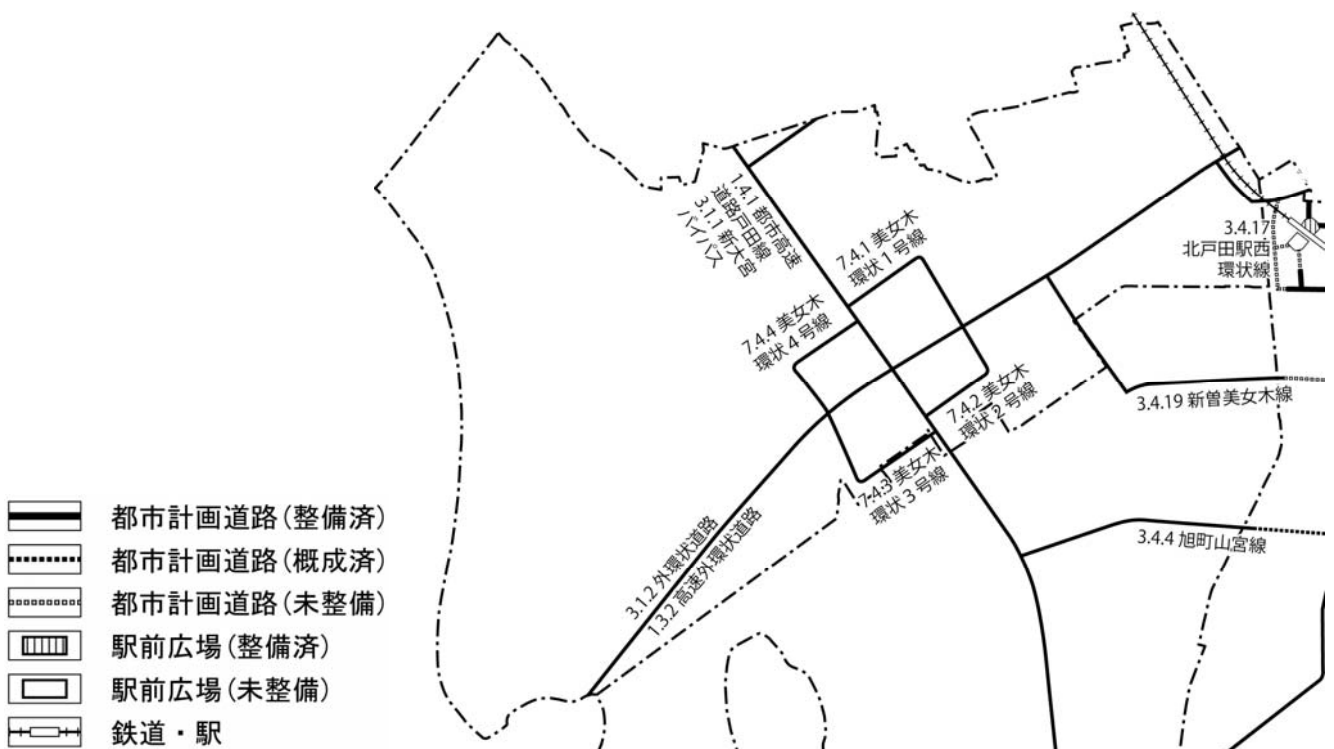 1.4.1 都市高速
道路戸田線
3.1.1 新大宮
バイパス
7.4.1 美女木
環状1号線
3.4.17
北戸田駅西
環状線
7.4.4 美女木
環状4号線
7.4.2 美女木
環状2号線
3.4.19 新曽美女木線
7.4.3 美女木
環状3号線
3.4.4 旭町山宮線
3.1.2 外環状道路
1.3.2 高速外環状道路
都市計画道路(整備済)
都市計画道路(概成済)
都市計画道路(未整備)
駅前広場(整備済)
駅前広場(未整備)
鉄道・駅